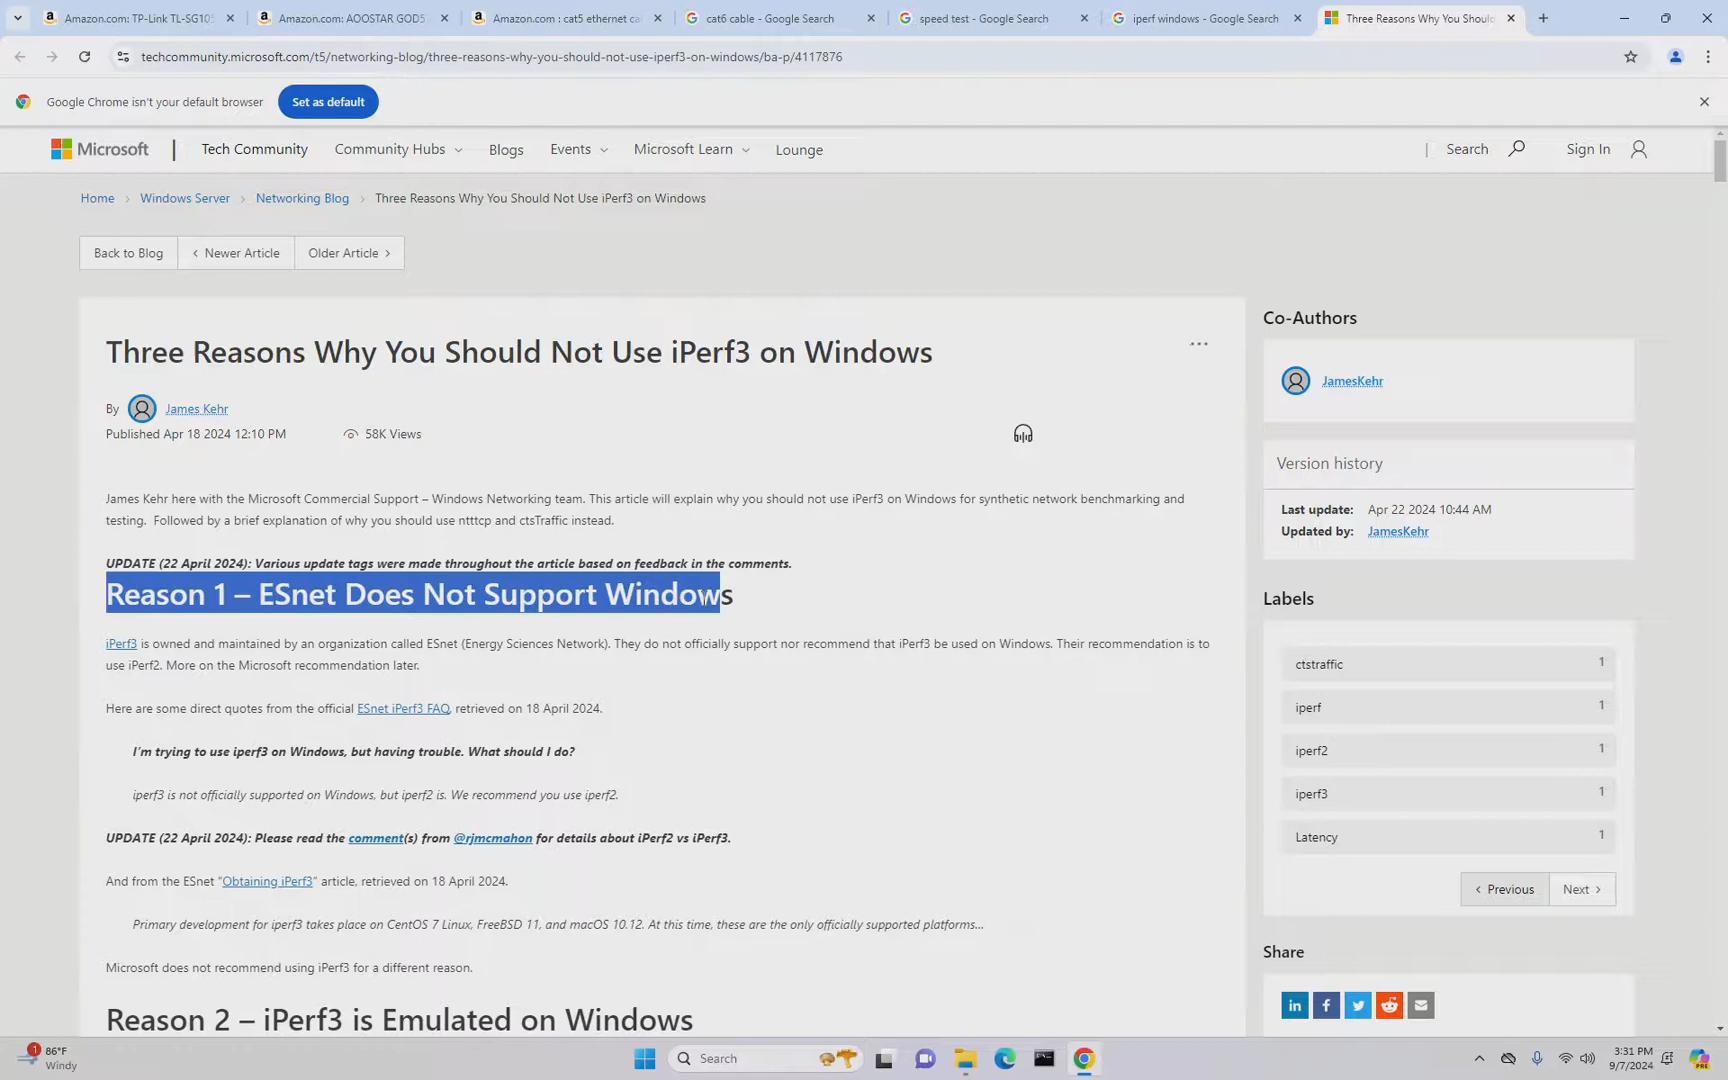 Amazon.com: TP-Link TL-SG105
Amazon.com: AOOSTAR GOD5
Amazon.com : cat5 ethernet ca
cat6 cable - Google Search
speed test - Google Search
iperf windows - Google Search
Three Reasons Why You Shoul
techcommunity.microsoft.com/t5/networking-blog/three-reasons-why-you-should-not-use-iperf3-on-windows/ba-p/4117876
Google Chrome isn't your default browser
Set as default
Microsoft
Tech Community
Community Hubs
Blogs
Events
Microsoft Learn
Lounge
Search
Sign In
Home
Windows Server
Networking Blog
Three Reasons Why You Should Not Use iPerf3 on Windows
Back to Blog
Newer Article
Older Article
Three Reasons Why You Should Not Use iPerf3 on Windows
By James Kehr
Published Apr 18 2024 12:10 PM
58K Views
James Kehr here with the Microsoft Commercial Support – Windows Networking team. This article will explain why you should not use iPerf3 on Windows for synthetic network benchmarking and
testing. Followed by a brief explanation of why you should use ntttcp and ctsTraffic instead.
UPDATE (22 April 2024): Various update tags were made throughout the article based on feedback in the comments.
Reason 1 – ESnet Does Not Support Windows
iPerf3 is owned and maintained by an organization called ESnet (Energy Sciences Network). They do not officially support nor recommend that iPerf3 be used on Windows. Their recommendation is to
use iPerf2. More on the Microsoft recommendation later.
Here are some direct quotes from the official ESnet iPerf3 FAQ, retrieved on 18 April 2024.
I'm trying to use iperf3 on Windows, but having trouble. What should I do?
iperf3 is not officially supported on Windows, but iperf2 is. We recommend you use iperf2.
UPDATE (22 April 2024): Please read the comment(s) from @rjmcmahon for details about iPerf2 vs iPerf3.
And from the ESnet “Obtaining iPerf3” article, retrieved on 18 April 2024.
Primary development for iperf3 takes place on CentOS 7 Linux, FreeBSD 11, and macOS 10.12. At this time, these are the only officially supported platforms…
Microsoft does not recommend using iPerf3 for a different reason.
Reason 2 – iPerf3 is Emulated on Windows
Co-Authors
JamesKehr
Version history
Last update: Apr 22 2024 10:44 AM
Updated by: JamesKehr
Labels
ctstraffic 1
iperf 1
iperf2 1
iperf3 1
Latency 1
Previous
Next
Share
1
86°F
Windy
Search
3:31 PM
9/7/2024
PRE